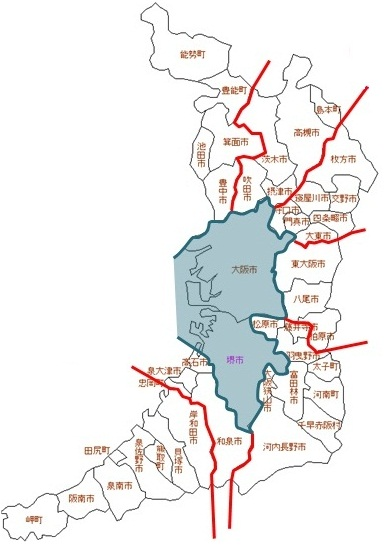 能勢町
豊能町
島本町
高槻市
箕面市
池田市
茨木市
枚方市
豊中市
吹田市
摂津市
寝屋川市
交野市
守口市
門真市
四条畷市
大東市
大阪市
東大阪市
八尾市
松原市
藤井寺市
柏原市
堺市
羽曳野市
太子町
高石市
泉大津市
忠岡町
大阪狭山市
富田林市
河南町
岸和田市
和泉市
千早赤阪村
河内長野市
貝塚市
熊取町
泉佐野市
田尻町
泉南市
阪南市
岬町